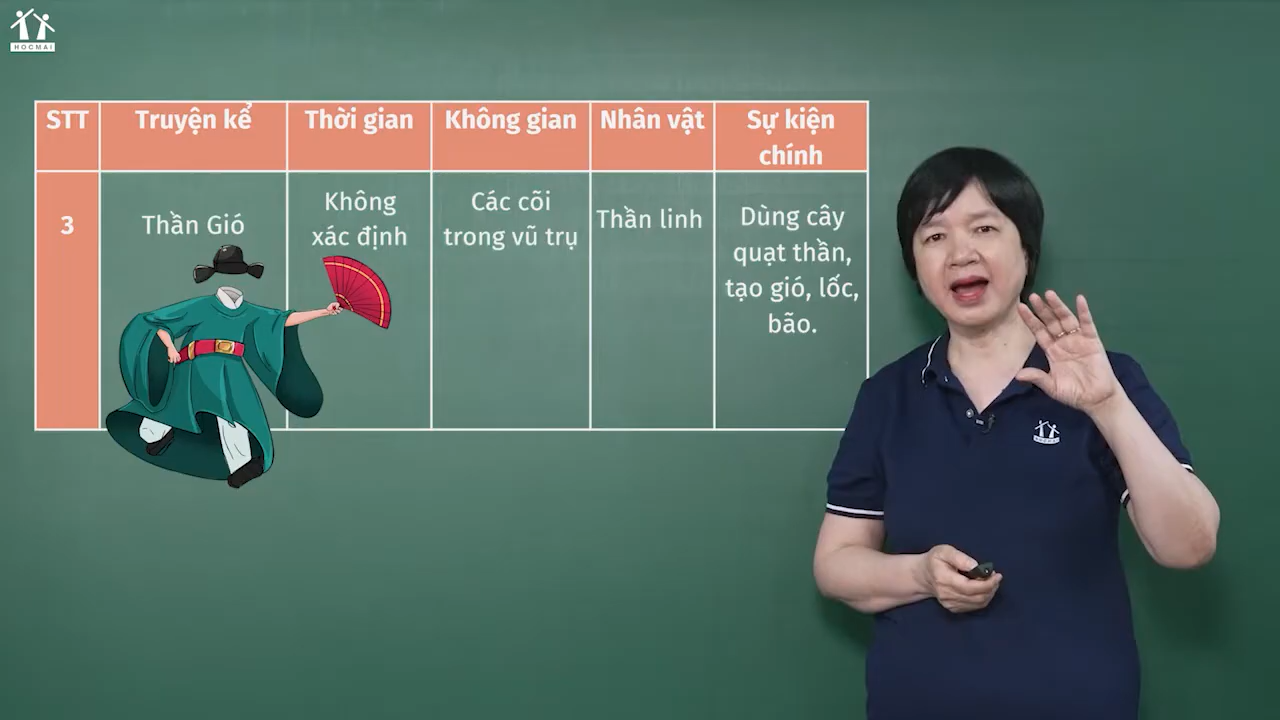 HOCMAI
STT
Truyện kể
Thời gian
Không gian
Nhân vật
Sự kiện
chính
3
Thần Gió
Không
xác định
Các cõi
trong vũ trụ
Thần linh
Dùng cây
quạt thần,
tạo gió, lốc,
bão.
HOCMAI